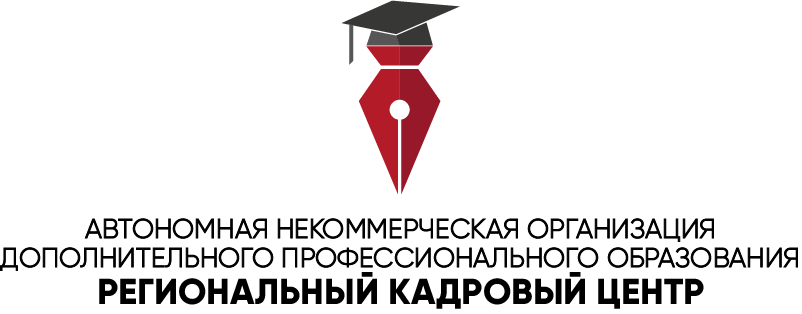 АВТОНОМНАЯ НЕКОММЕРЧЕСКАЯ ОРГАНИЗАЦИЯ
ДОПОЛНИТЕЛЬНОГО ПРОФЕССИОНАЛЬНОГО ОБРАЗОВАНИЯ
РЕГИОНАЛЬНЫЙ КАДРОВЫЙ ЦЕНТР